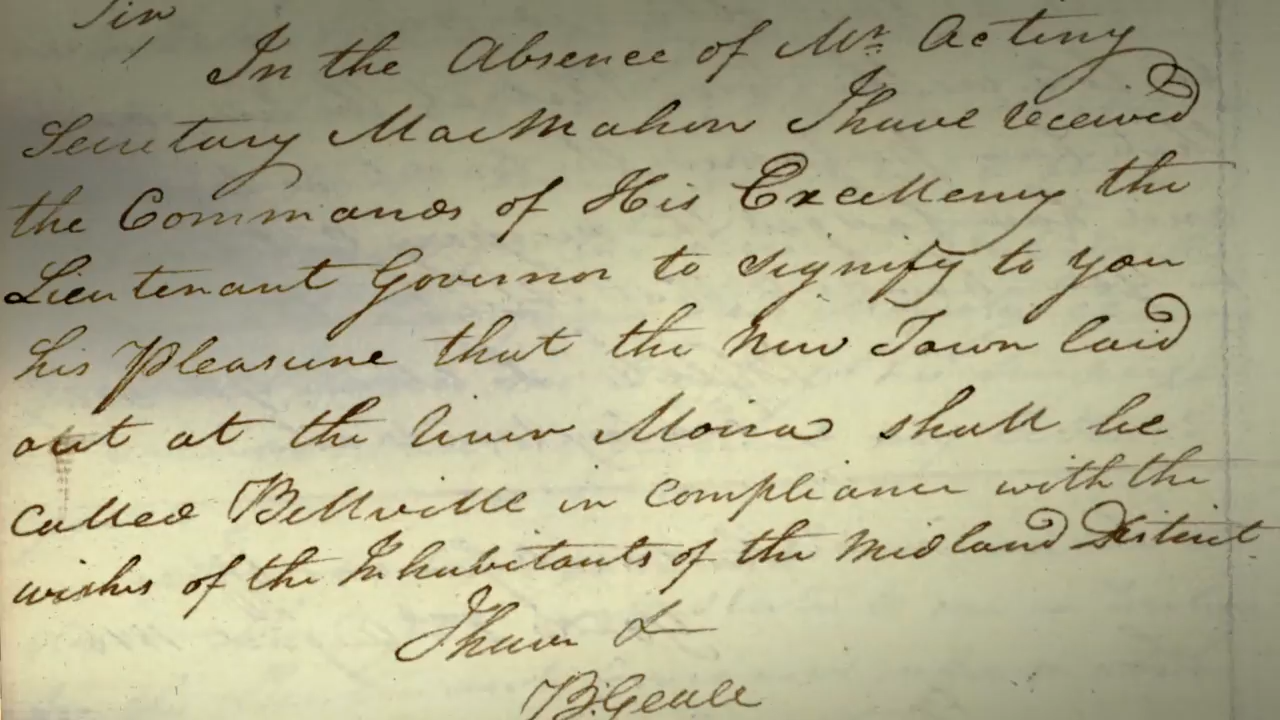 Sir,
In the Absence of Mr. Acting
Secretary MacMahon I have received
the Commands of His Excellency the
Lieutenant Governor to signify to you
his Pleasure that the New Town laid
out at the River Moira shall be
called Bellville in compliance with the
wishes of the Inhabitants of the Midland District
I have &
B. Geale